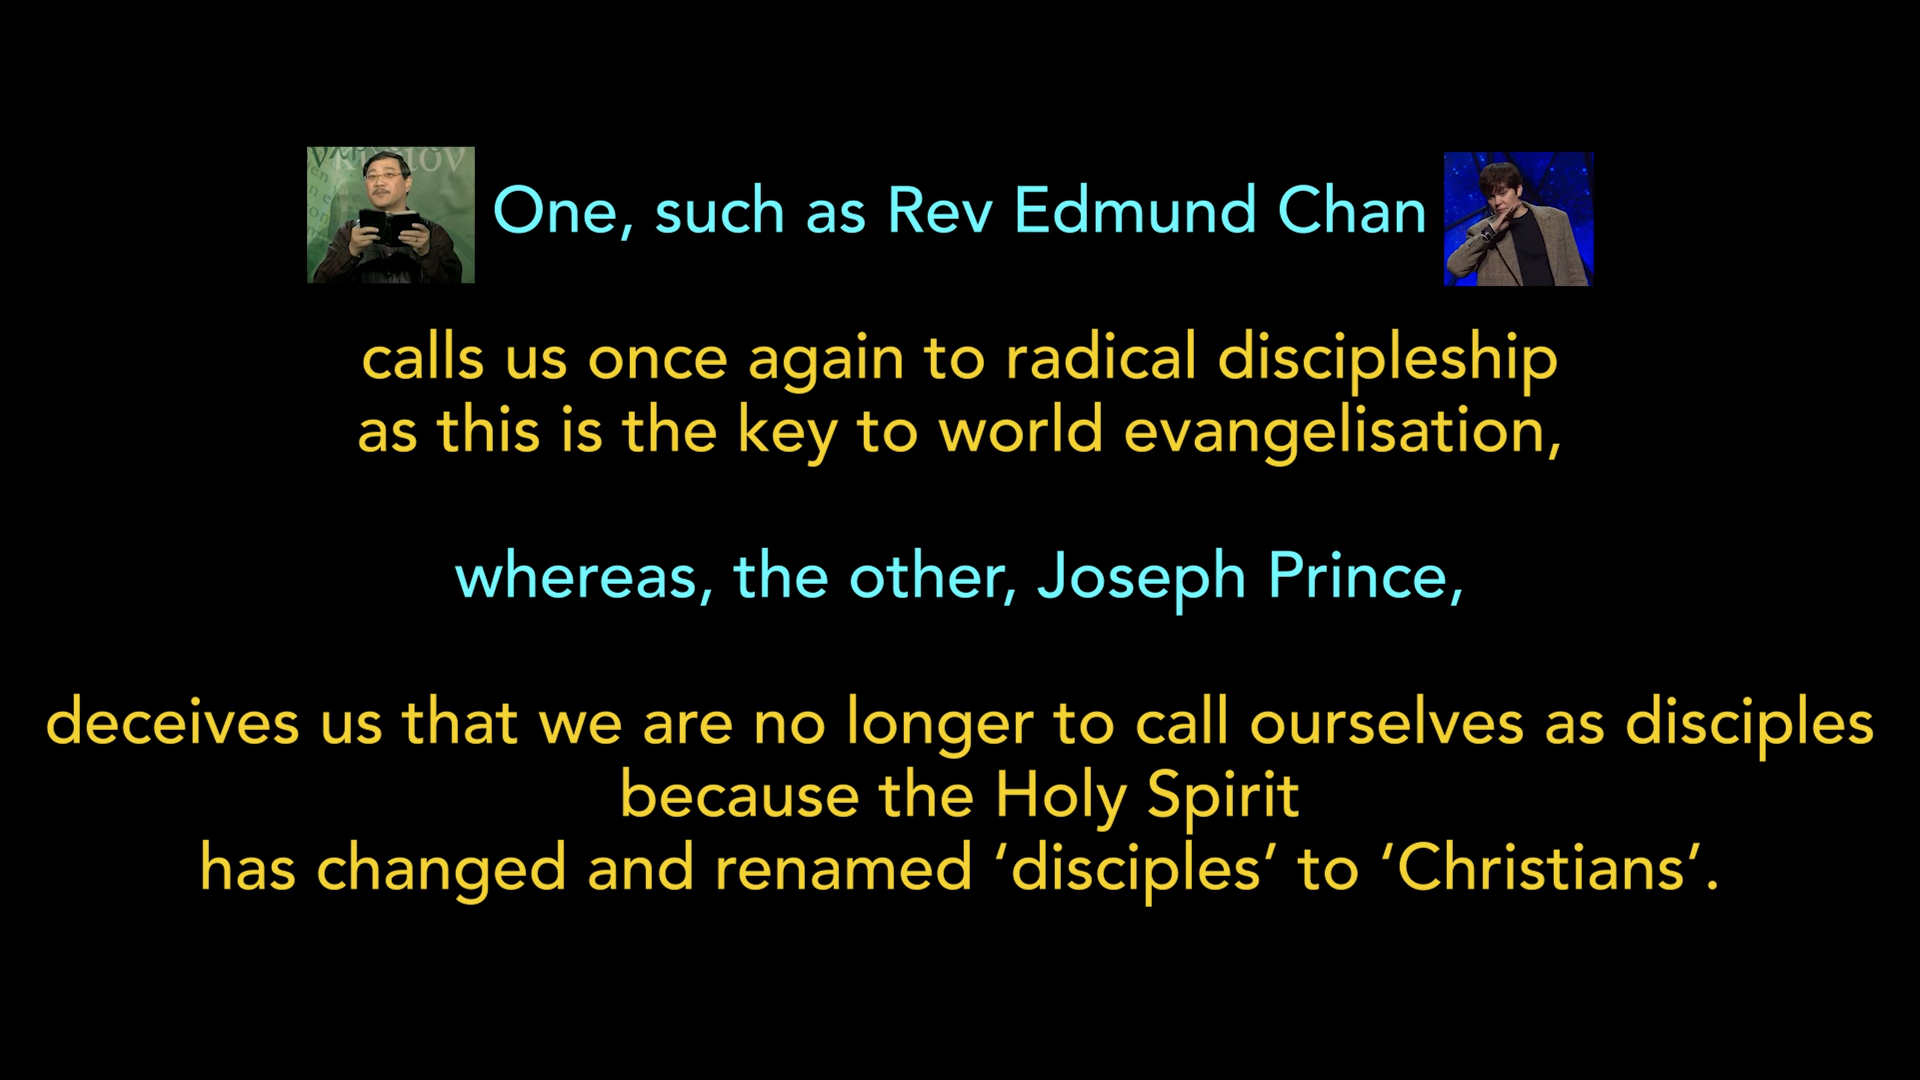 One, such as Rev Edmund Chan
calls us once again to radical discipleship
as this is the key to world evangelisation,
whereas, the other, Joseph Prince,
deceives us that we are no longer to call ourselves as disciples
because the Holy Spirit
has changed and renamed ‘disciples’ to ‘Christians’.